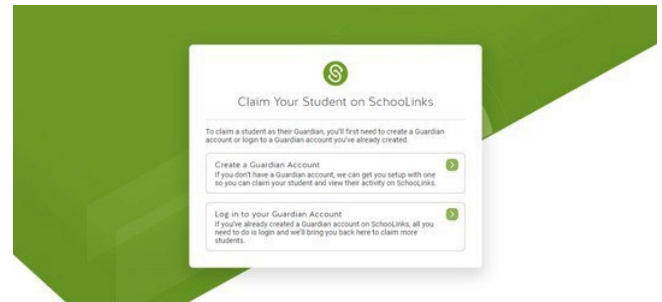 Claim Your Student on SchooLinks
To claim a student as their Guardian, you'll first need to create a Guardian
account or login to a Guardian account you've already created.
Create a Guardian Account
If you don't have a Guardian account, we can get you setup with one
so you can claim your student and view their activity on SchooLinks.
Log in to your Guardian Account
If you've already created a Guardian account on SchooLinks, all you
need to do is login and we'll bring you back here to claim more
students.